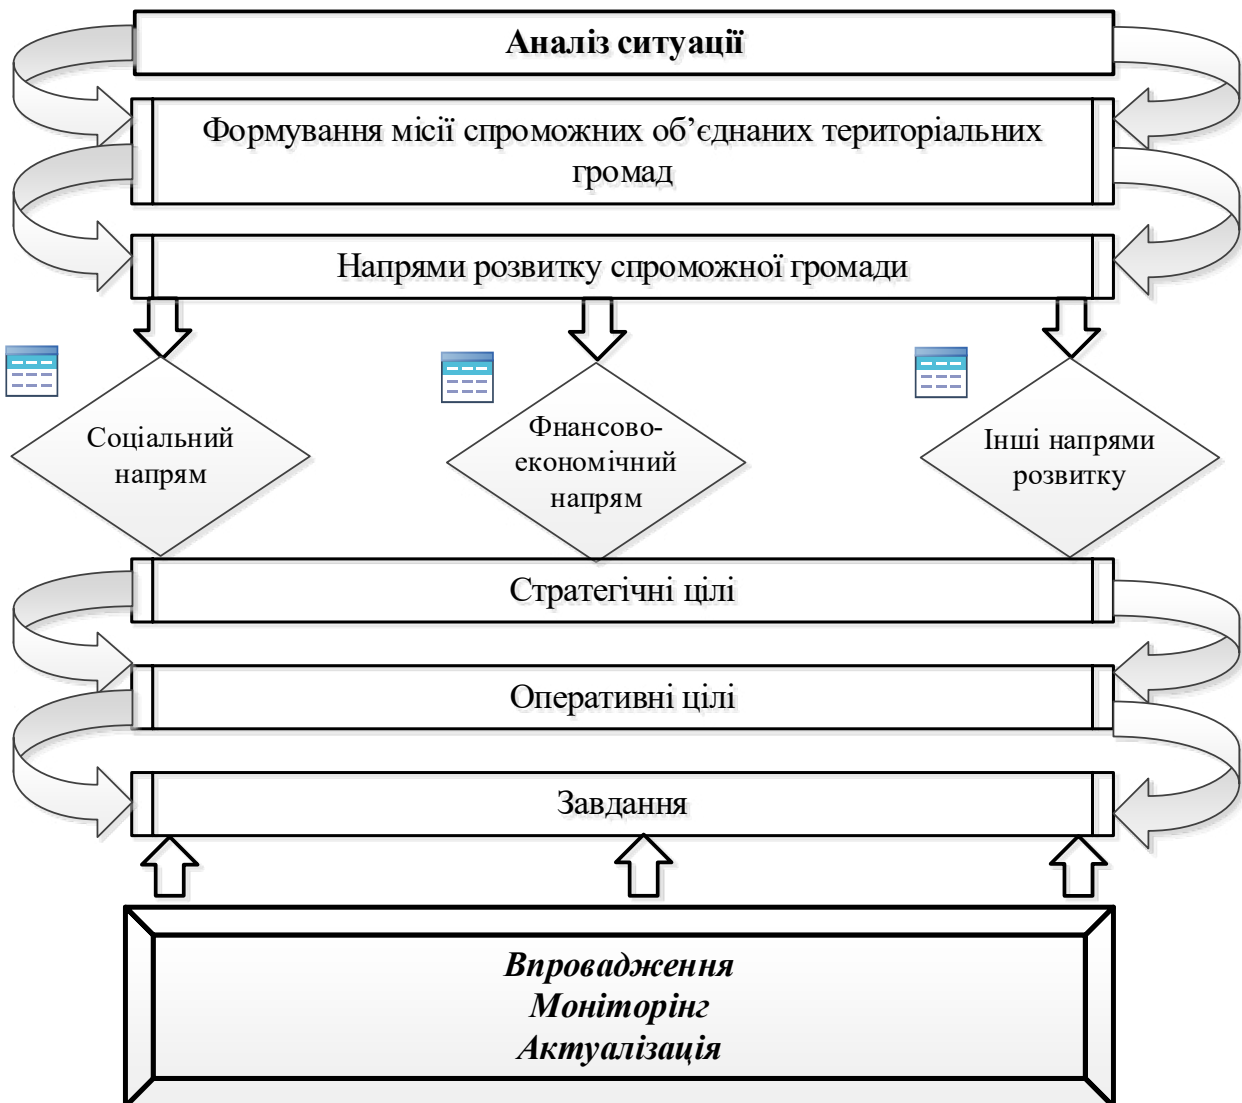 Аналіз ситуації
Формування місії спроможних об’єднаних територіальних
громад
Напрями розвитку спроможної громади
Соціальний
напрям
Фнансово-
економічний
напрям
Інші напрями
розвитку
Стратегічні цілі
Оперативні цілі
Завдання
Впровадження
Моніторінг
Актуалізація